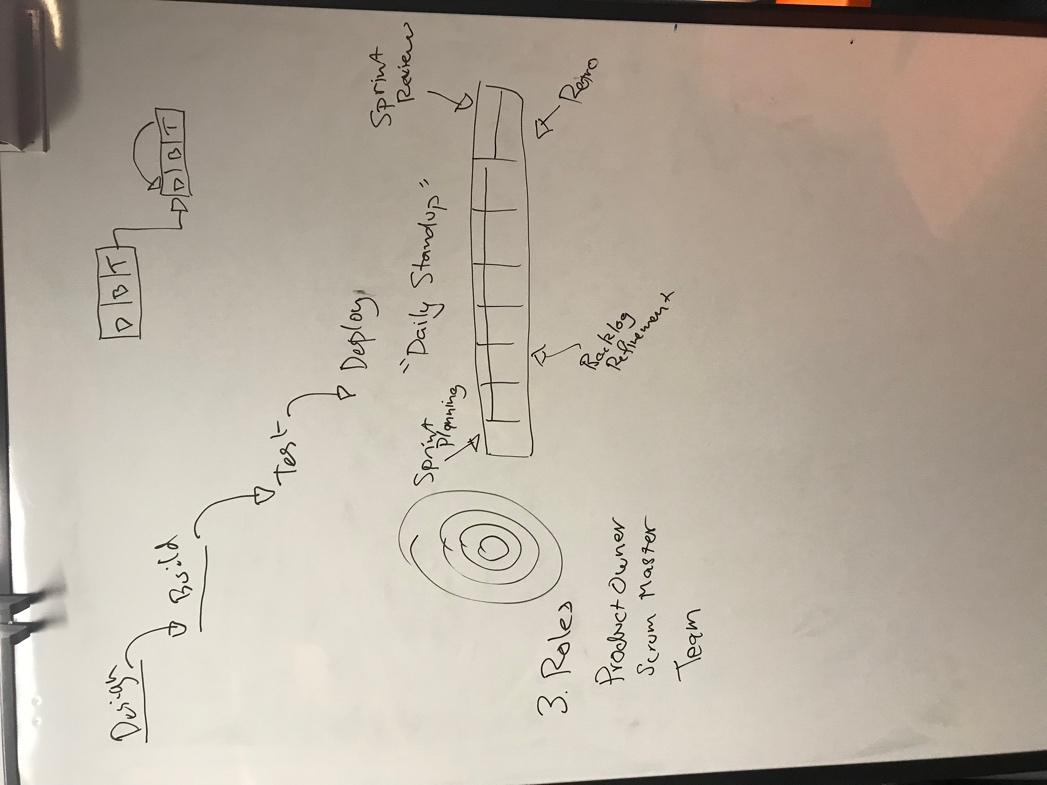 Design
Build
Test
Deploy
D B T
D B T
Sprint
Planning
"Daily Standup"
Sprint
Review
Backlog
Refinement
Retro
3. Roles
Product Owner
Scrum Master
Team